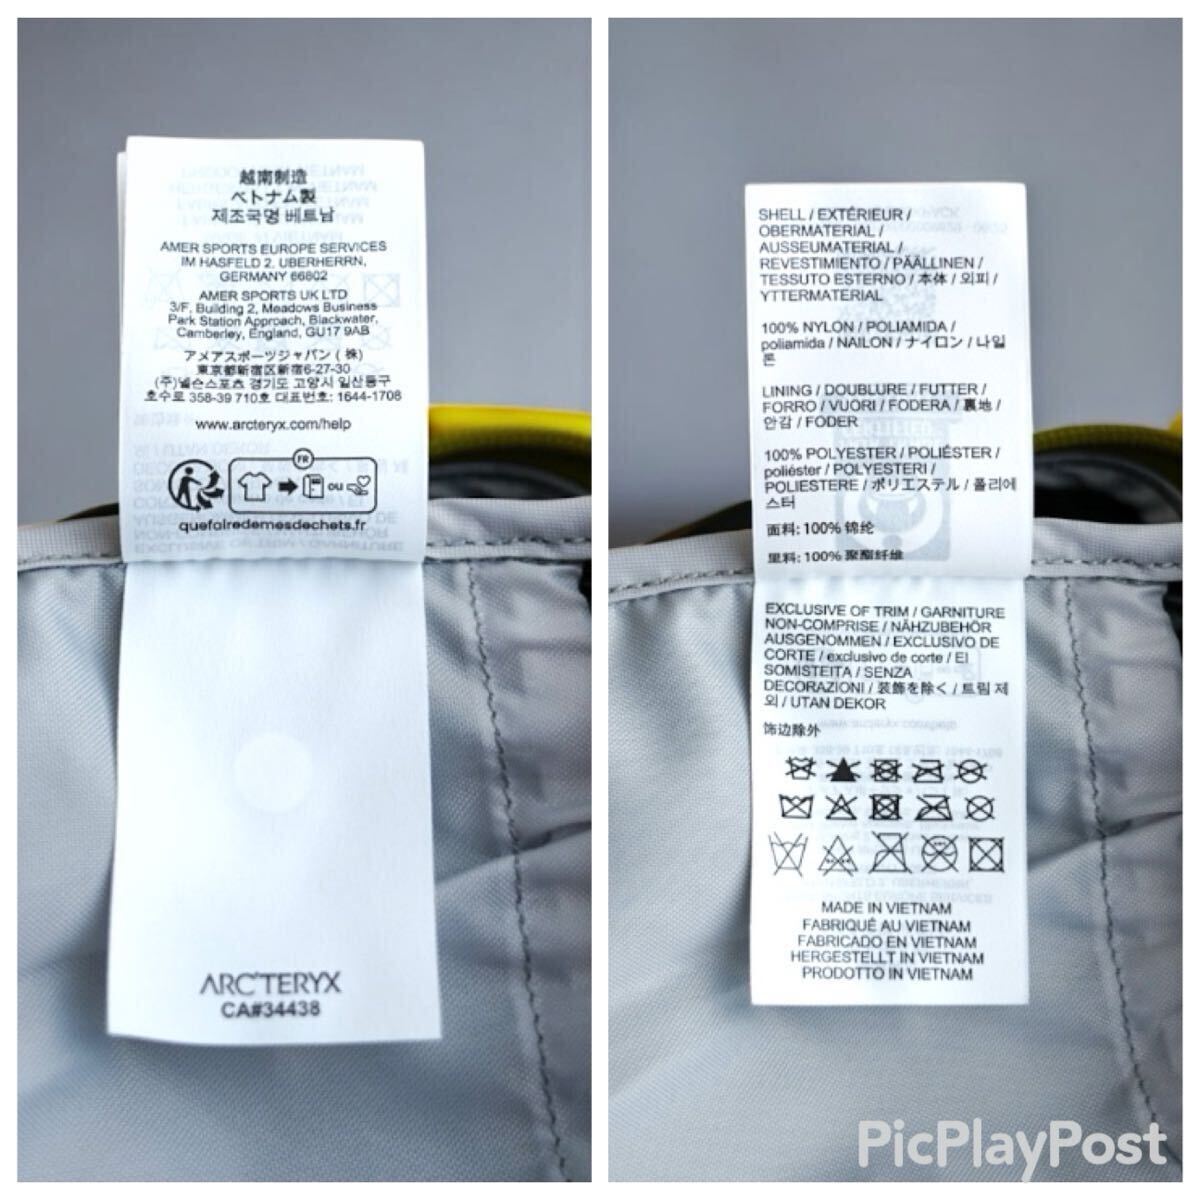 越南制造
ベトナム製
제조국명 베트남
AMER SPORTS EUROPE SERVICES
IM HASFELD 2, UBERHERRN,
GERMANY 66802
AMER SPORTS UK LTD
3/F, Building 2, Meadows Business
Park Station Approach, Blackwater,
Camberley, England, GU17 9AB
アメアスポーツジャパン (株)
東京都新宿区新宿6-27-30
(주)넬슨스포츠 경기도 고양시 일산동구
호수로 358-39 710호 대표번호: 1644-1708
www.arcteryx.com/help
FR
ou
quefairedemesdechets.fr
ARC'TERYX
CA#34438
SHELL / EXTÉRIEUR /
OBERMATERIAL /
AUSSEUMATERIAL /
REVESTIMIENTO / PÄÄLLINEN /
TESSUTO ESTERNO / 本体 / 외피 /
YTTERMATERIAL
100% NYLON / POLIAMIDA /
poliamida / NAILON / ナイロン / 나일
론
LINING / DOUBLURE / FUTTER /
FORRO / VUORI / FODERA / 裏地 /
안감 / FODER
100% POLYESTER / POLIÉSTER /
poliéster / POLYESTERI /
POLIESTERE / ポリエステル / 폴리에
스터
面料: 100% 锦纶
里料: 100% 聚酯纤维
EXCLUSIVE OF TRIM / GARNITURE
NON-COMPRISE / NÄHZUBEHÖR
AUSGENOMMEN / EXCLUSIVO DE
CORTE / exclusivo de corte / EI
SOMISTEITA / SENZA
DECORAZIONI / 装飾を除く / 트림 제
외 / UTAN DEKOR
饰边除外
MADE IN VIETNAM
FABRIQUÉ AU VIETNAM
FABRICADO EN VIETNAM
HERGESTELLT IN VIETNAM
PRODOTTO IN VIETNAM
PicPlayPost